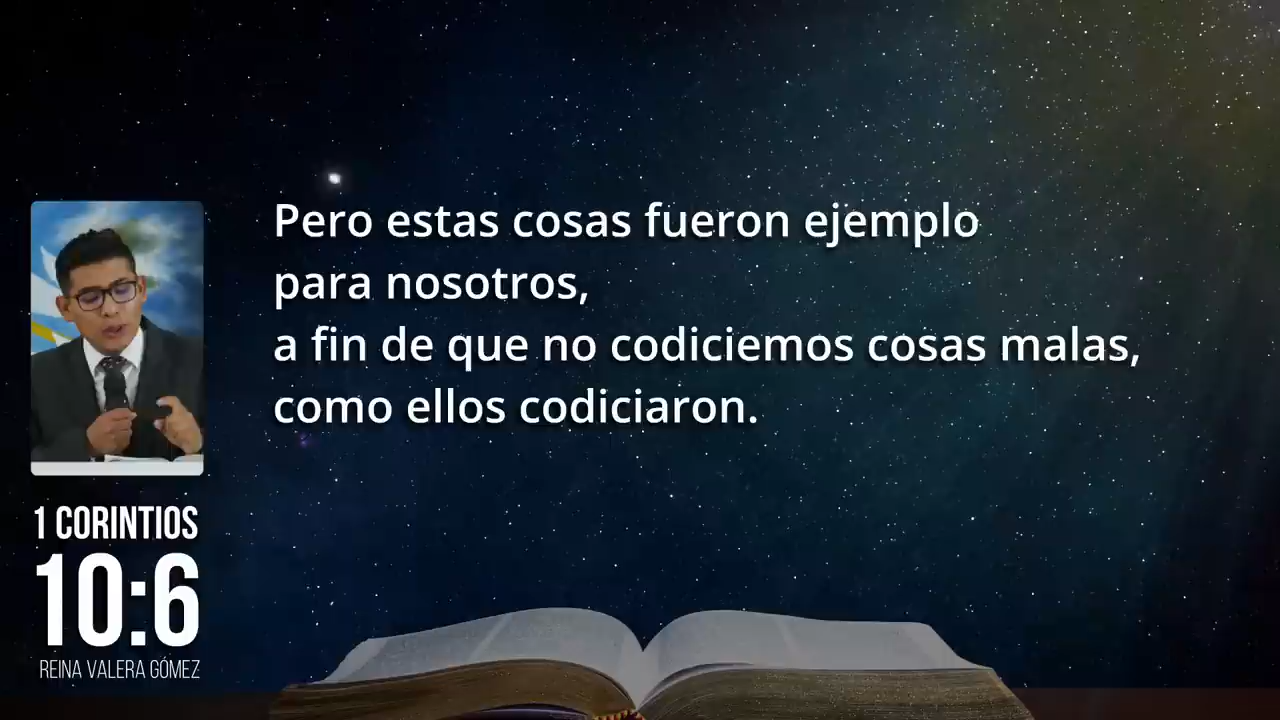 Pero estas cosas fueron ejemplo
para nosotros,
a fin de que no codiciemos cosas malas,
como ellos codiciaron.
1 CORINTIOS
10:6
REINA VALERA GÓMEZ